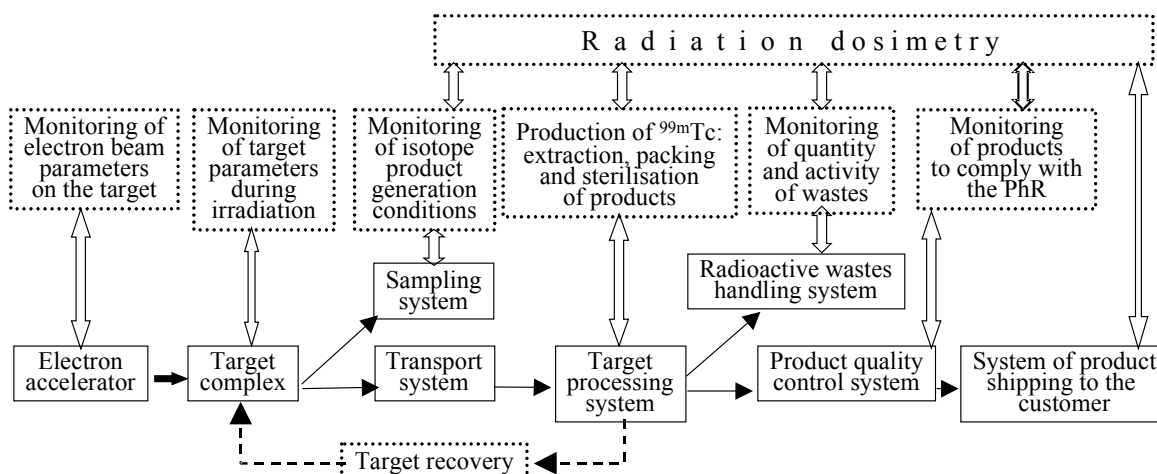 Radiation dosimetry
Monitoring of
electron beam
parameters
on the target
Monitoring
of target
parameters
during
irradiation
Monitoring
of isotope
product
generation
conditions
Production of 99mTc:
extraction, packing
and sterilisation
of products
Monitoring
of quantity
and activity
of wastes
Monitoring
of products
to comply with
the PhR
Sampling
system
Radioactive wastes
handling system
Electron
accelerator
Target
complex
Transport
system
Target
processing
system
Product quality
control system
System of product
shipping to the
customer
Target recovery